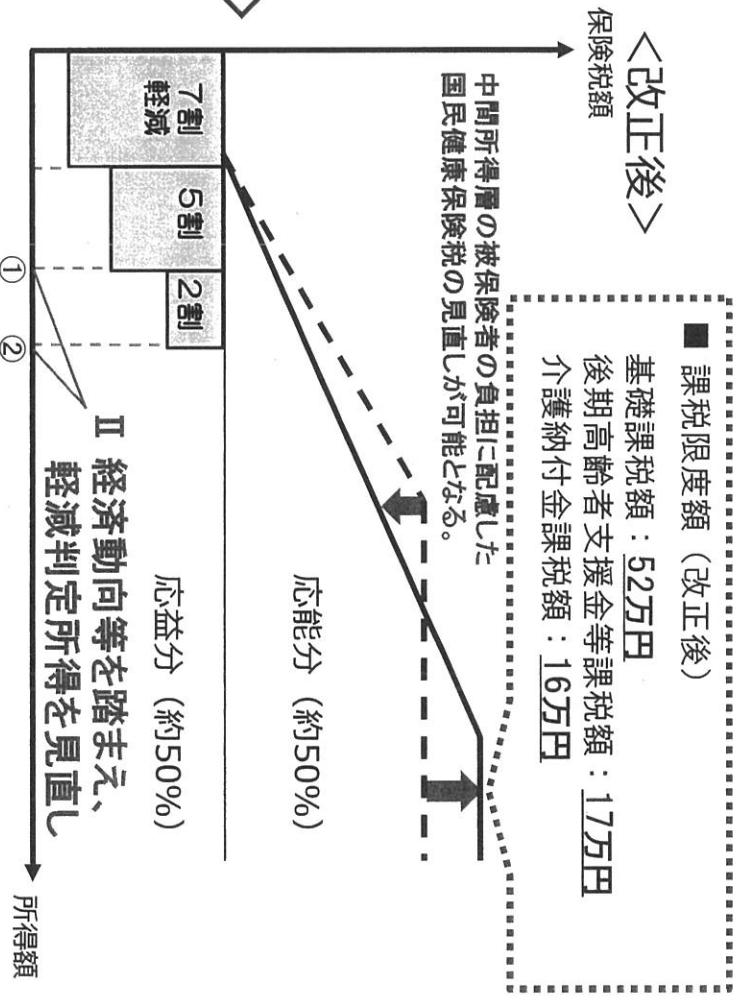 <改正後>
保険税額
■ 課税限度額（改正後）
基礎課税額：52万円
後期高齢者支援金等課税額：17万円
介護納付金課税額：16万円
中間所得層の被保険者の負担に配慮した
国民健康保険税の見直しが可能となる。
応能分（約50%）
応益分（約50%）
7割
軽減
5割
2割
Ⅱ 経済動向等を踏まえ、
軽減判定所得を見直し
①
②
所得額